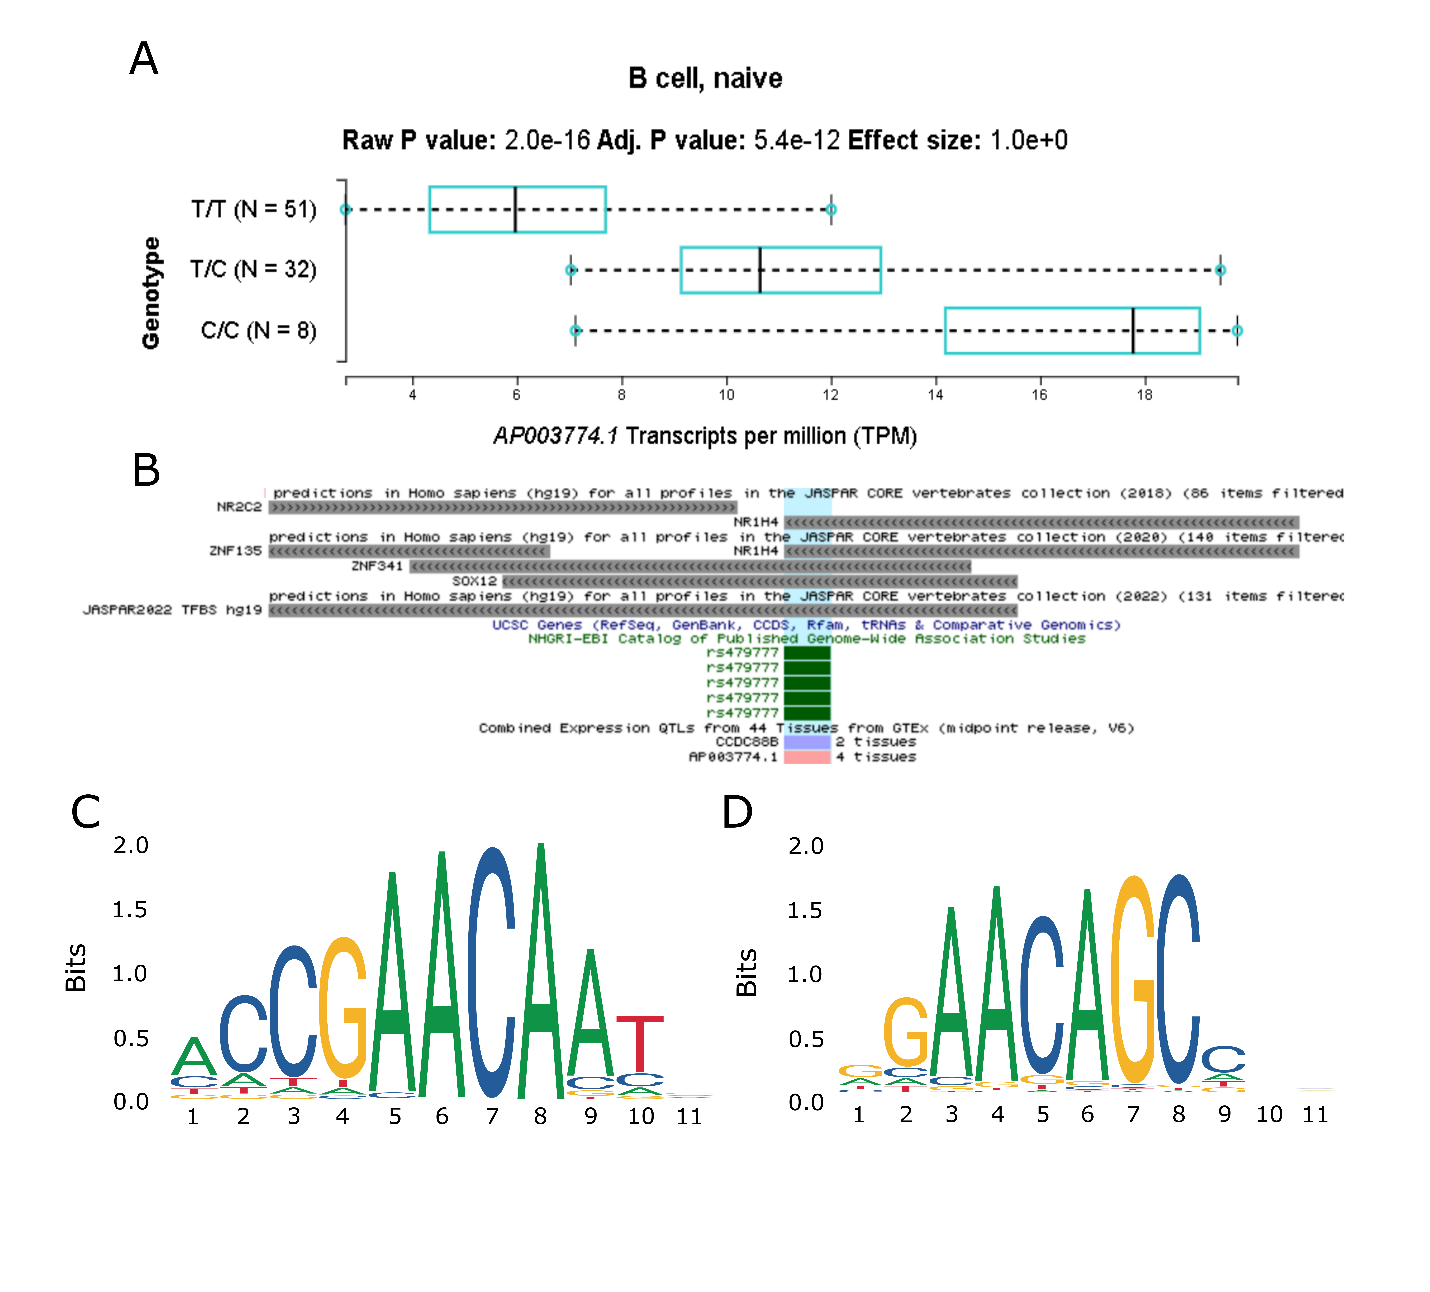 A
B cell, naive
Raw P value: 2.0e-16 Adj. P value: 5.4e-12 Effect size: 1.0e+0
Genotype
T/T (N = 51)
T/C (N = 32)
C/C (N = 8)
4 6 8 10 12 14 16 18
AP003774.1 Transcripts per million (TPM)
B
predictions in Homo sapiens (hg19) for all profiles in the JASPAR CORE vertebrates collection (2018) (86 items filtered
NR2C2
NR1H4
predictions in Homo sapiens (hg19) for all profiles in the JASPAR CORE vertebrates collection (2020) (140 items filtered
ZNF135 NR1H4
ZNF341
SOX12
predictions in Homo sapiens (hg19) for all profiles in the JASPAR CORE vertebrates collection (2022) (131 items filtered
JASPAR2022 TFBS hg19
UCSC Genes (RefSeq, GenBank, CCDS, Rfam, tRNAs & Comparative Genomics)
NHGRI-EBI Catalog of Published Genome-Wide Association Studies
rs479777
rs479777
rs479777
rs479777
rs479777
Combined Expression QTLs from 44 Tissues from GTEx (midpoint release, V6)
CCDC88B 2 tissues
AP003774.1 4 tissues
C
2.0
1.5
1.0
0.5
0.0
Bits
ACCGAACAAT
1 2 3 4 5 6 7 8 9 10 11
D
2.0
1.5
1.0
0.5
0.0
Bits
GGAACAGCC
1 2 3 4 5 6 7 8 9 10 11